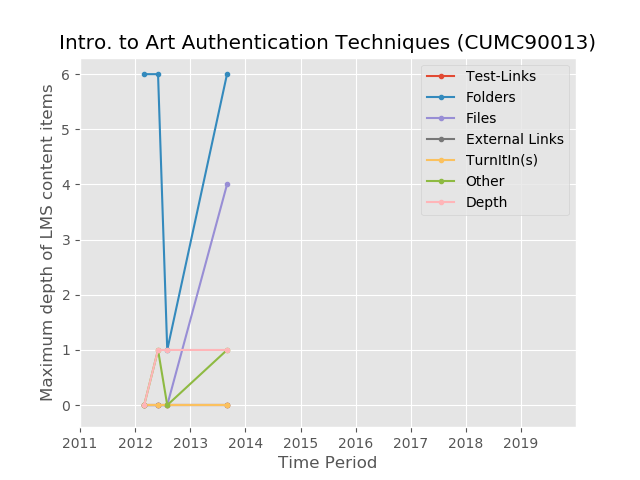 Intro. to Art Authentication Techniques (CUMC90013)
Maximum depth of LMS content items
6
5
4
3
2
1
0
Test-Links
Folders
Files
External Links
TurnItIn(s)
Other
Depth
2011 2012 2013 2014 2015 2016 2017 2018 2019
Time Period